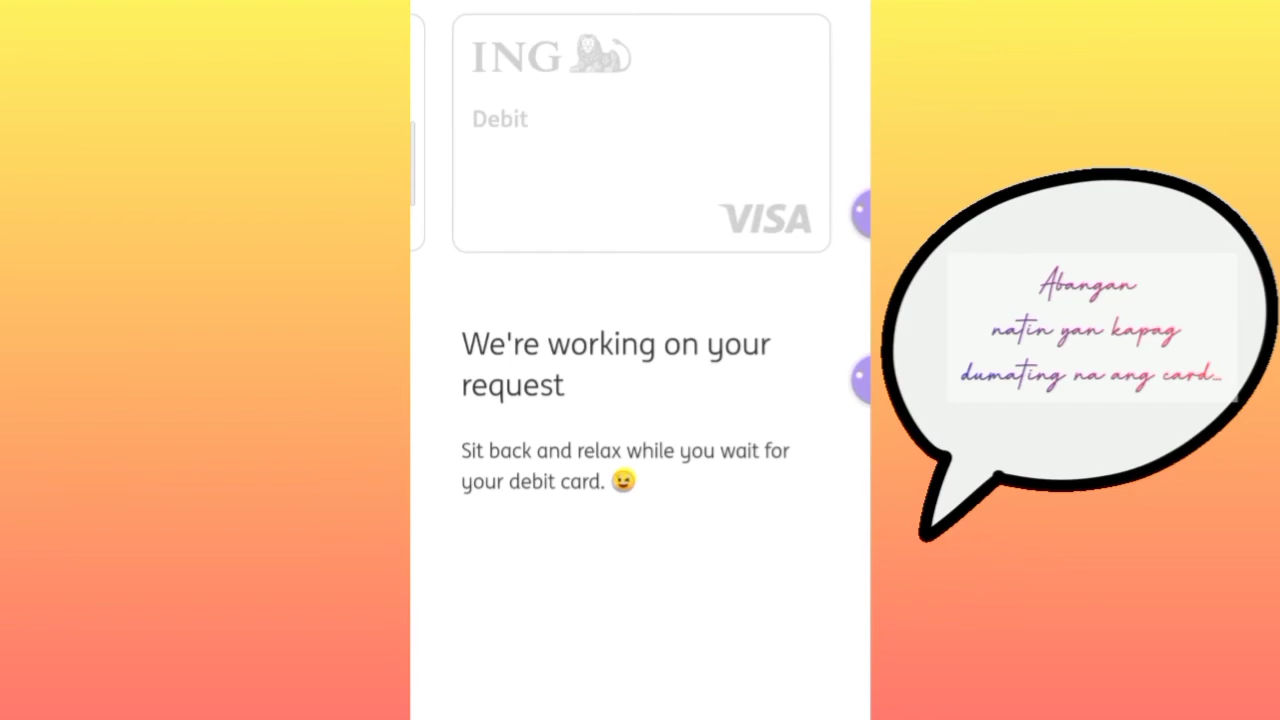 ING
Debit
VISA
We're working on your
request
Sit back and relax while you wait for
your debit card. 😉
Abangan
natin yan kapag
dumating na ang card...